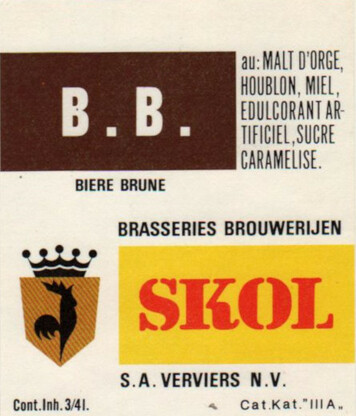 B.B.
au: MALT D'ORGE,
HOUBLON, MIEL,
EDULCORANT AR-
TIFICIEL, SUCRE
CARAMELISE.
BIERE BRUNE
BRASSERIES BROUWERIJEN
SKOL
S.A. VERVIERS N.V.
Cont.Inh. 3/4l.
Cat.Kat."IIIA„